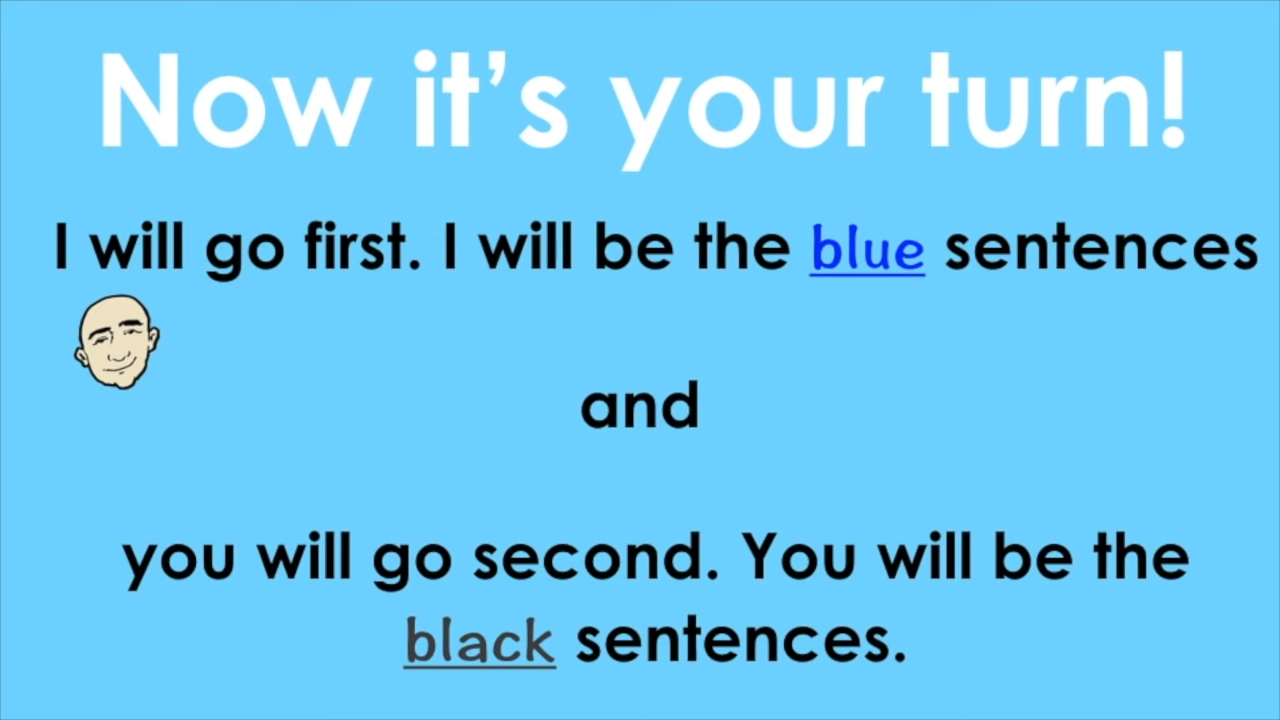 Now it’s your turn!
I will go first. I will be the blue sentences
and
you will go second. You will be the
black sentences.